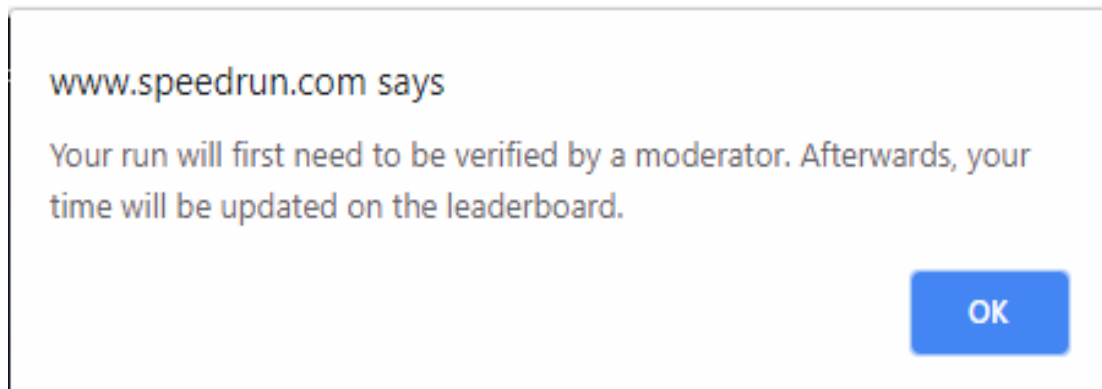 www.speedrun.com says
Your run will first need to be verified by a moderator. Afterwards, your
time will be updated on the leaderboard.
OK